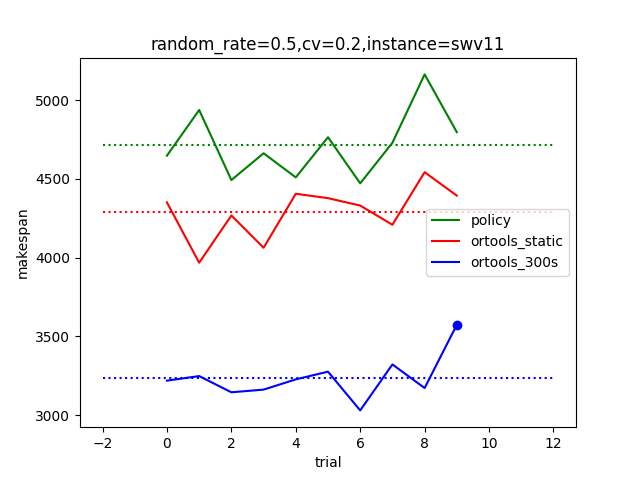 random_rate=0.5,cv=0.2,instance=swv11
makespan
5000
4500
4000
3500
3000
policy
ortools_static
ortools_300s
−2 0 2 4 6 8 10 12
trial